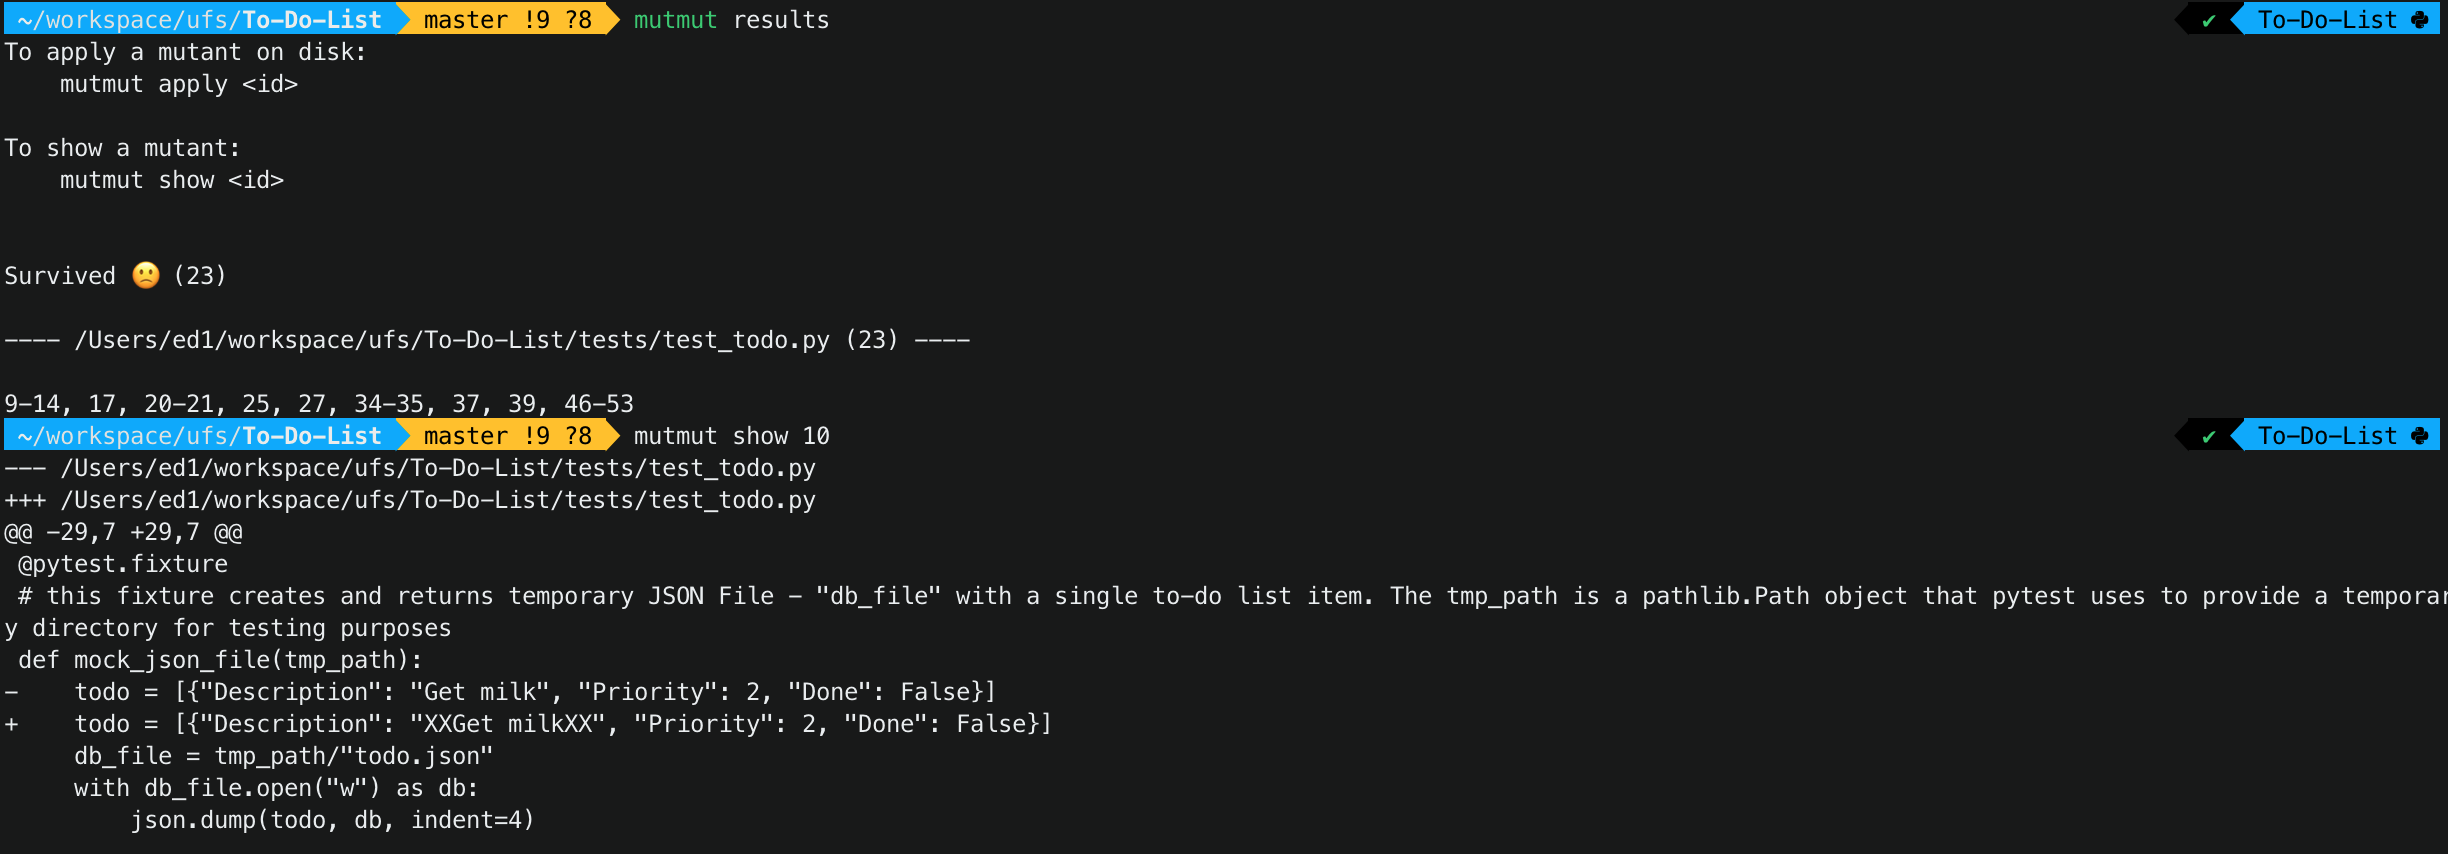 ~/workspace/ufs/To-Do-List master !9 ?8 mutmut results ✔ To-Do-List
To apply a mutant on disk:
    mutmut apply <id>
To show a mutant:
    mutmut show <id>
Survived 🙁 (23)
---- /Users/ed1/workspace/ufs/To-Do-List/tests/test_todo.py (23) ----
9-14, 17, 20-21, 25, 27, 34-35, 37, 39, 46-53
~/workspace/ufs/To-Do-List master !9 ?8 mutmut show 10 ✔ To-Do-List
--- /Users/ed1/workspace/ufs/To-Do-List/tests/test_todo.py
+++ /Users/ed1/workspace/ufs/To-Do-List/tests/test_todo.py
@@ -29,7 +29,7 @@
 @pytest.fixture
 # this fixture creates and returns temporary JSON File - "db_file" with a single to-do list item. The tmp_path is a pathlib.Path object that pytest uses to provide a temporar
y directory for testing purposes
 def mock_json_file(tmp_path):
-    todo = [{"Description": "Get milk", "Priority": 2, "Done": False}]
+    todo = [{"Description": "XXGet milkXX", "Priority": 2, "Done": False}]
     db_file = tmp_path/"todo.json"
     with db_file.open("w") as db:
         json.dump(todo, db, indent=4)